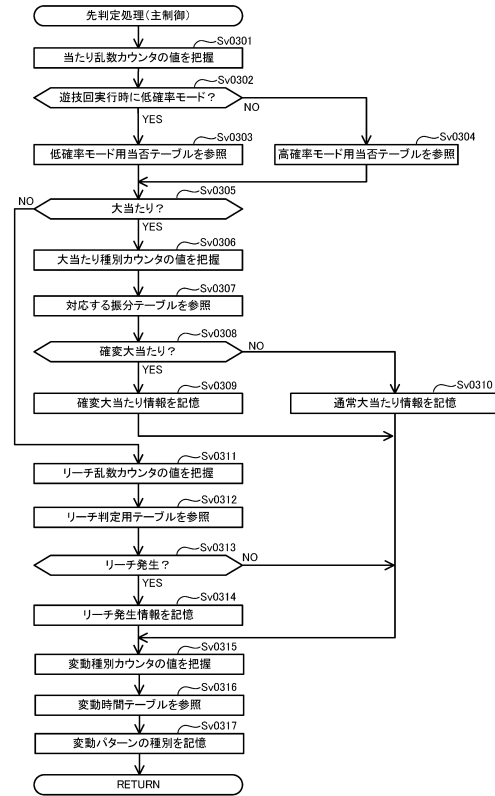 先判定処理(主制御)
Sv0301
当たり乱数カウンタの値を把握
Sv0302
遊技回実行時に低確率モード？
NO
YES
Sv0303
低確率モード用当否テーブルを参照
Sv0304
高確率モード用当否テーブルを参照
Sv0305
NO
大当たり？
YES
Sv0306
大当たり種別カウンタの値を把握
Sv0307
対応する振分テーブルを参照
Sv0308
確変大当たり？
NO
YES
Sv0309
確変大当たり情報を記憶
Sv0310
通常大当たり情報を記憶
Sv0311
リーチ乱数カウンタの値を把握
Sv0312
リーチ判定用テーブルを参照
Sv0313
リーチ発生？
NO
YES
Sv0314
リーチ発生情報を記憶
Sv0315
変動種別カウンタの値を把握
Sv0316
変動時間テーブルを参照
Sv0317
変動パターンの種別を記憶
RETURN